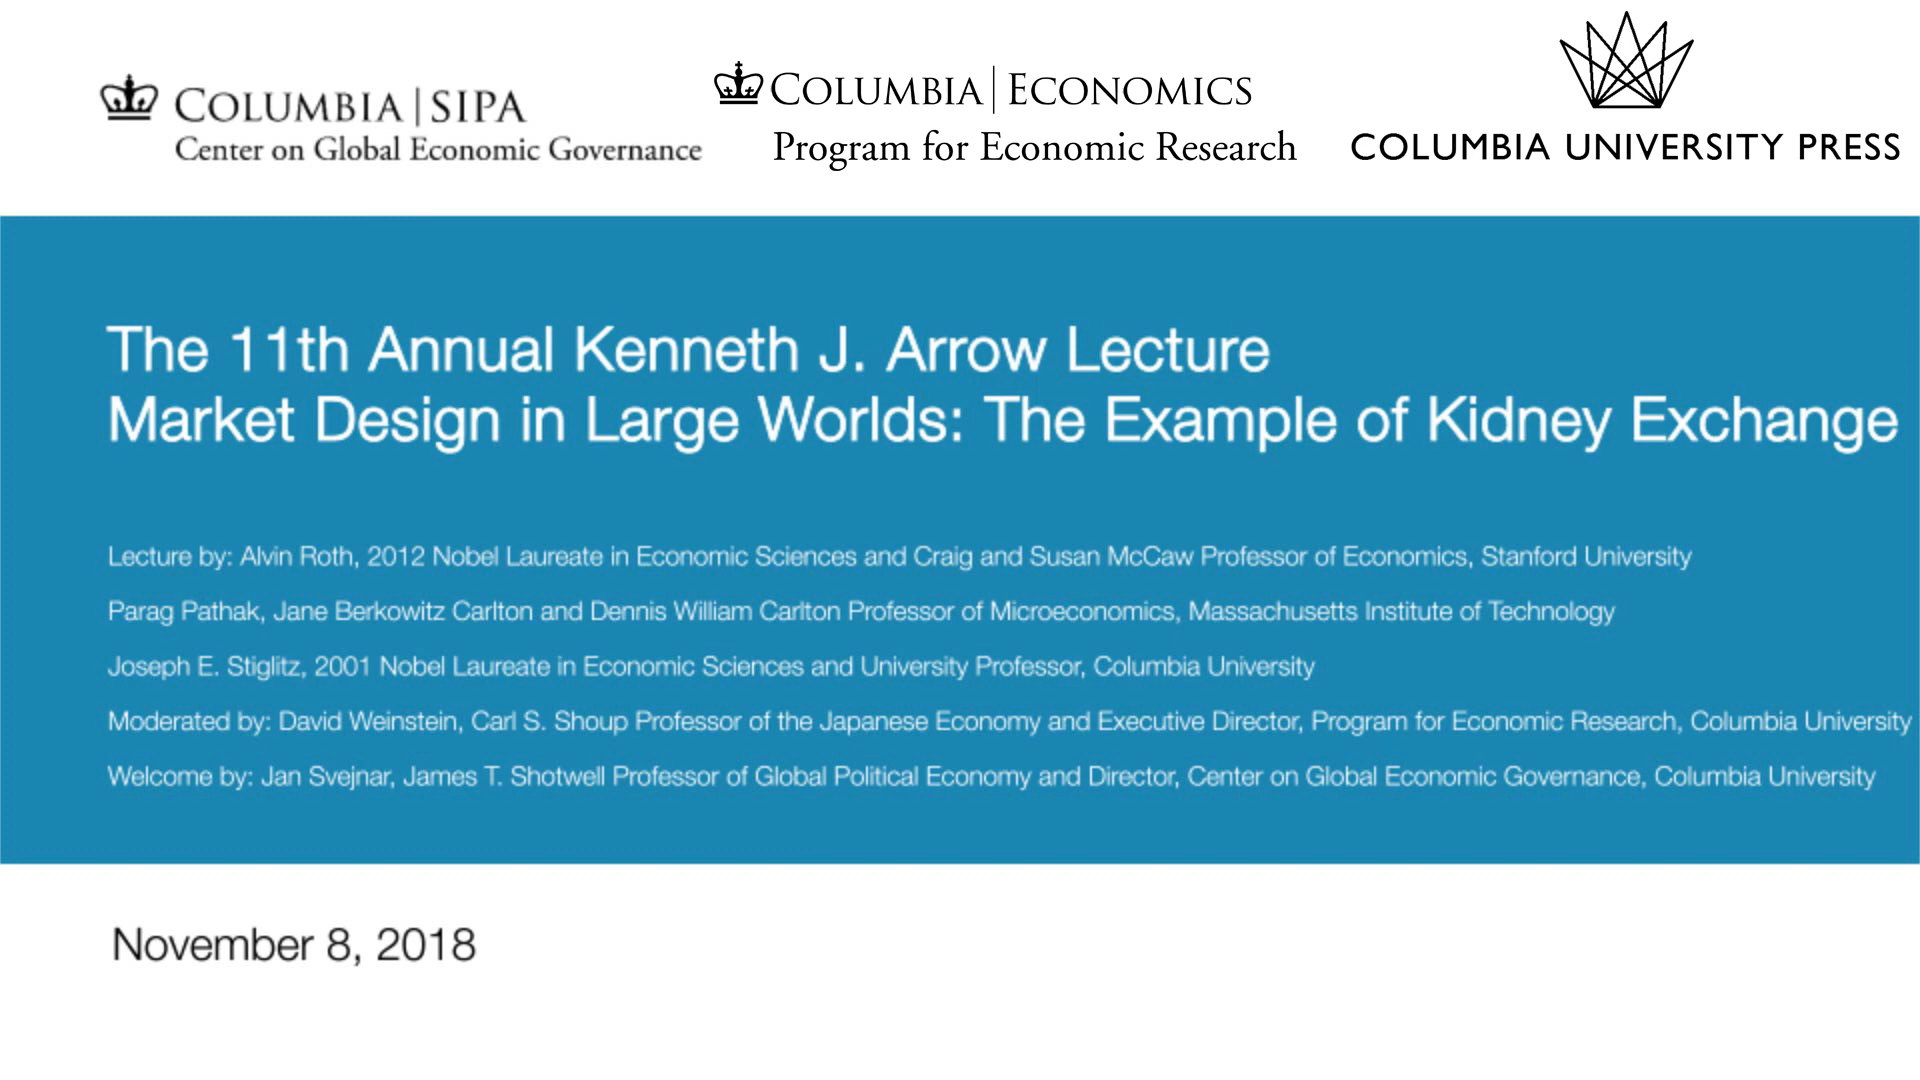 COLUMBIA | SIPA
Center on Global Economic Governance
COLUMBIA | ECONOMICS
Program for Economic Research
COLUMBIA UNIVERSITY PRESS
The 11th Annual Kenneth J. Arrow Lecture
Market Design in Large Worlds: The Example of Kidney Exchange
Lecture by: Alvin Roth, 2012 Nobel Laureate in Economic Sciences and Craig and Susan McCaw Professor of Economics, Stanford University
Parag Pathak, Jane Berkowitz Carlton and Dennis William Carlton Professor of Microeconomics, Massachusetts Institute of Technology
Joseph E. Stiglitz, 2001 Nobel Laureate in Economic Sciences and University Professor, Columbia University
Moderated by: David Weinstein, Carl S. Shoup Professor of the Japanese Economy and Executive Director, Program for Economic Research, Columbia University
Welcome by: Jan Svejnar, James T. Shotwell Professor of Global Political Economy and Director, Center on Global Economic Governance, Columbia University
November 8, 2018